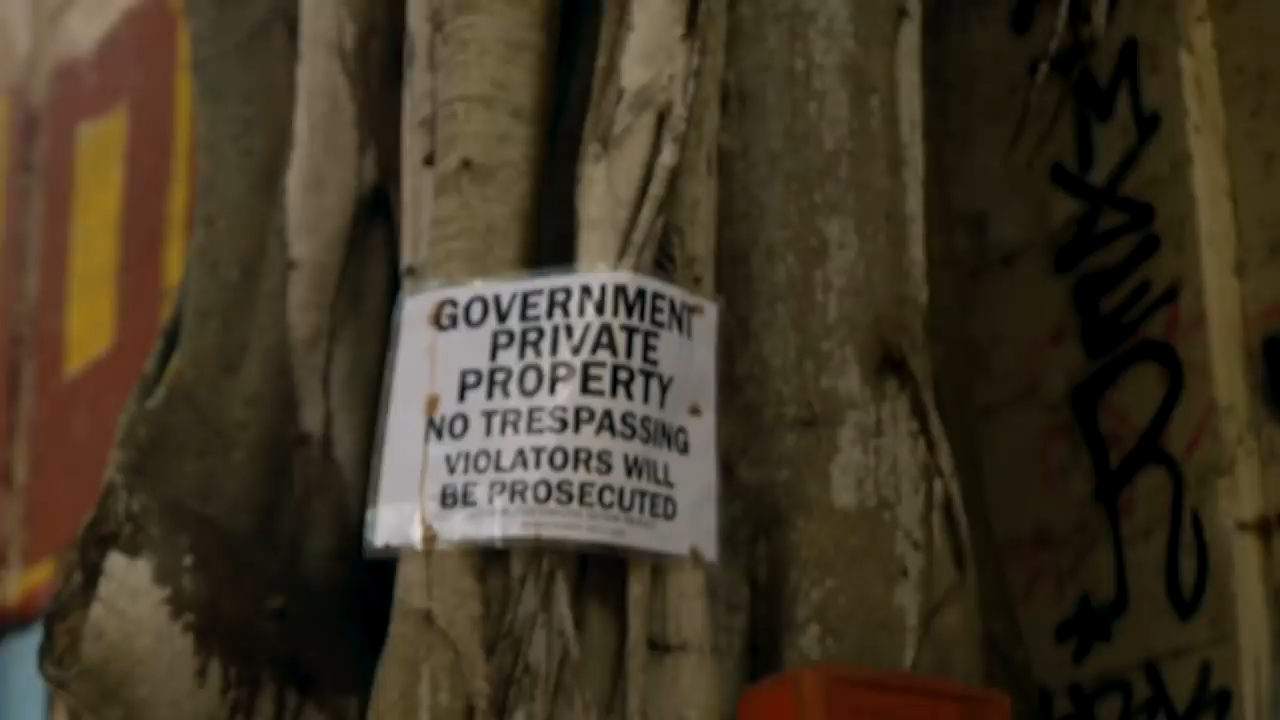 GOVERNMENT
PRIVATE
PROPERTY
NO TRESPASSING
VIOLATORS WILL
BE PROSECUTED